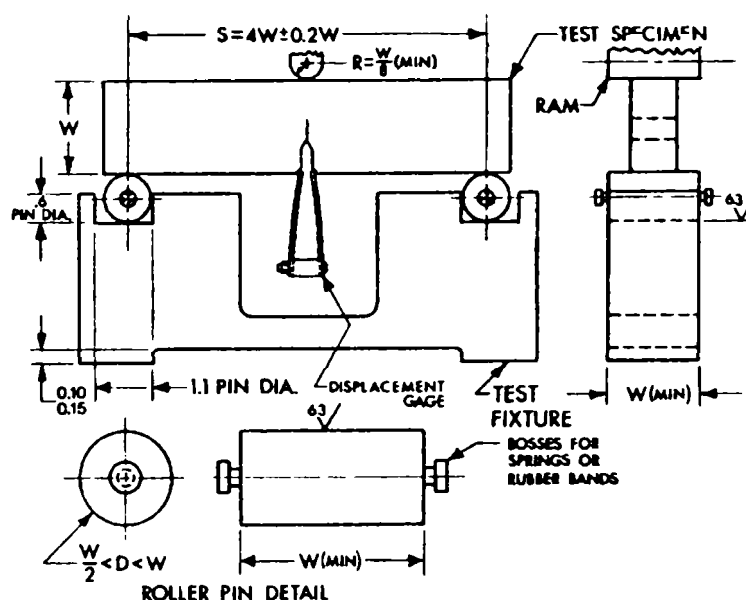 S=4W±0.2W
TEST SPECIMEN
R=W/8(MIN)
RAM
W
.6
PIN DIA.
63
0.10
0.15
1.1 PIN DIA.
DISPLACEMENT
GAGE
TEST
FIXTURE
W(MIN)
63
BOSSES FOR
SPRINGS OR
RUBBER BANDS
W/2<D<W
W(MIN)
ROLLER PIN DETAIL